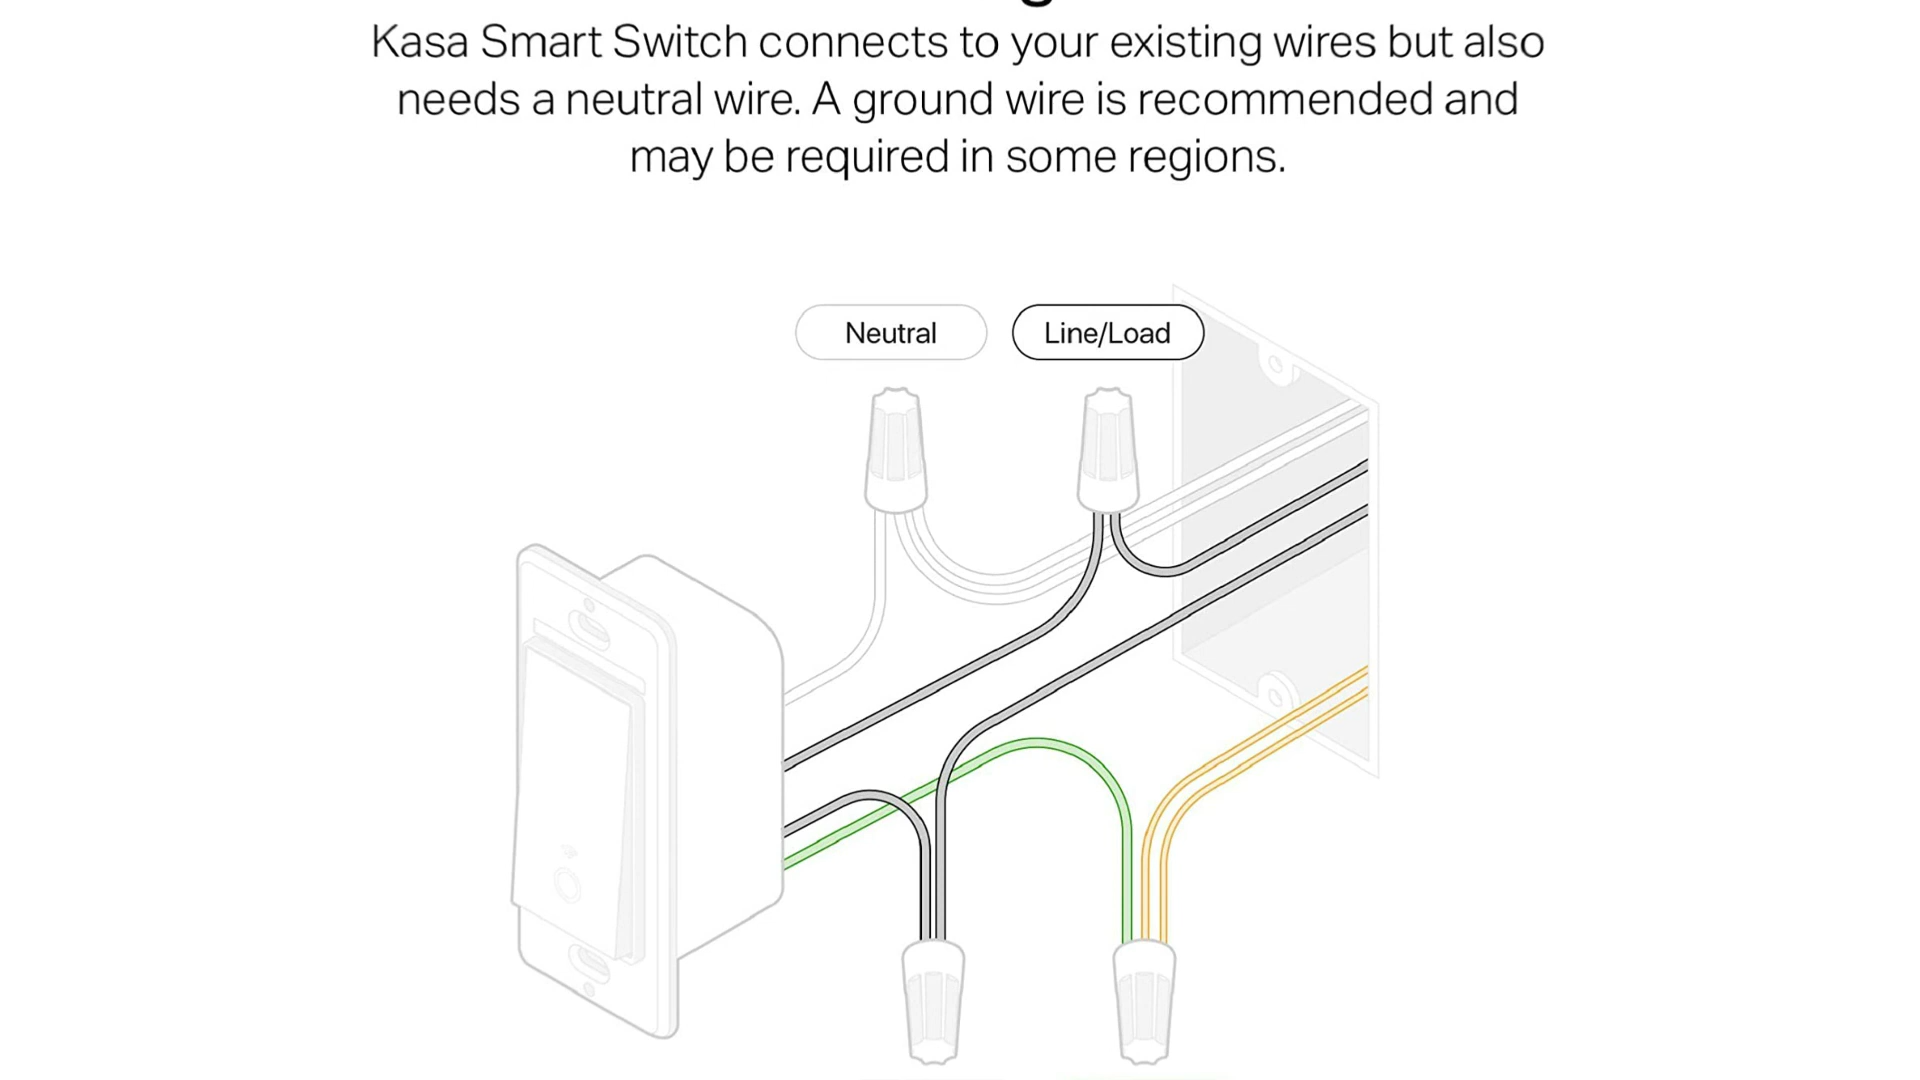 Kasa Smart Switch connects to your existing wires but also
needs a neutral wire. A ground wire is recommended and
may be required in some regions.
Neutral
Line/Load